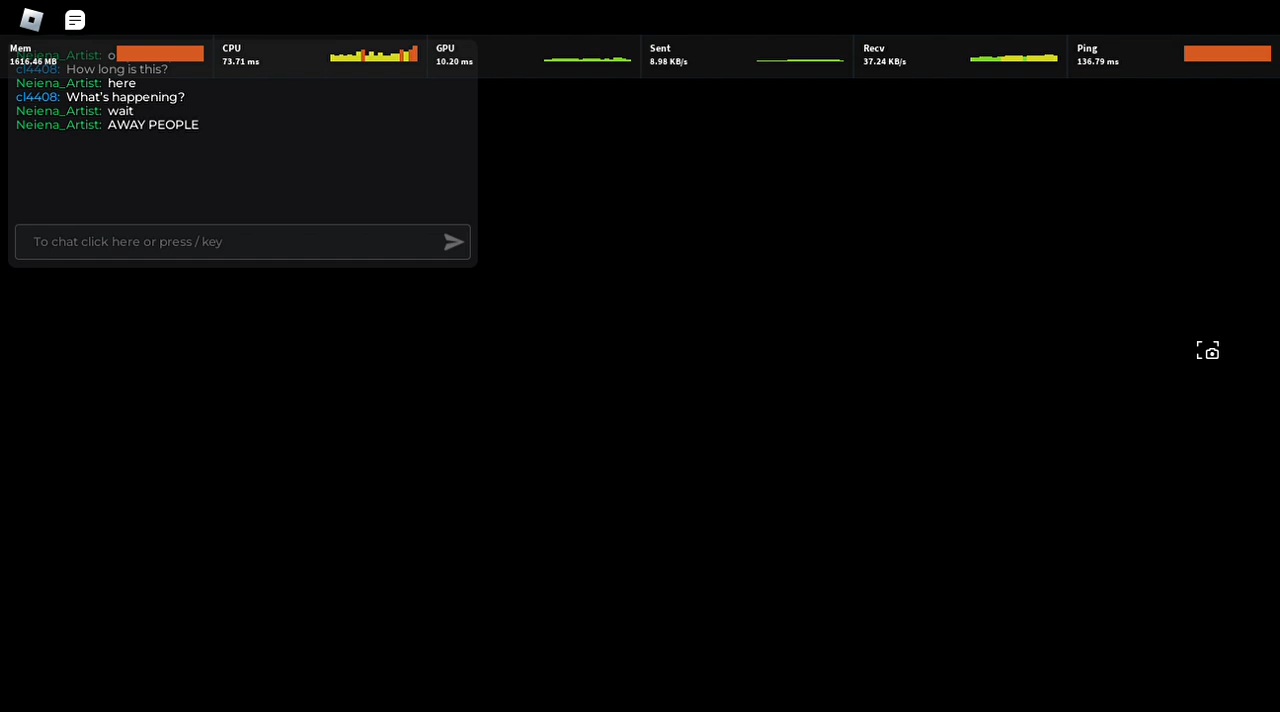 Mem
1616.46 MB
CPU
73.71 ms
GPU
10.20 ms
Sent
8.98 KB/s
Recv
37.24 KB/s
Ping
136.79 ms
Neiena_Artist: o
cl4408: How long is this?
Neiena_Artist: here
cl4408: What's happening?
Neiena_Artist: wait
Neiena_Artist: AWAY PEOPLE
To chat click here or press / key